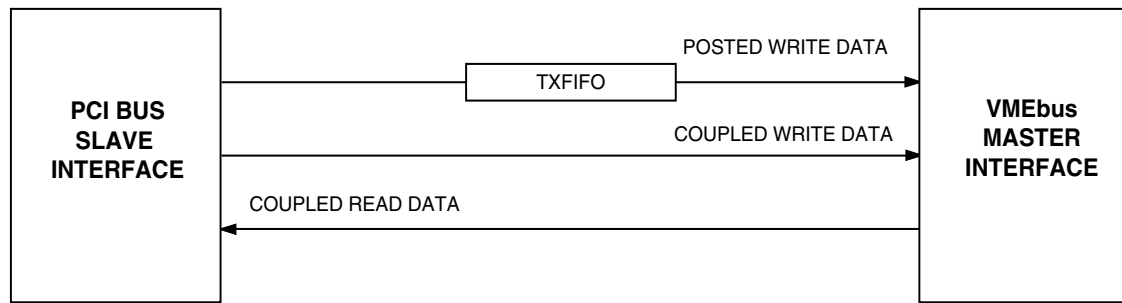 POSTED WRITE DATA
TXFIFO
PCI BUS
SLAVE
INTERFACE
COUPLED WRITE DATA
COUPLED READ DATA
VMEbus
MASTER
INTERFACE